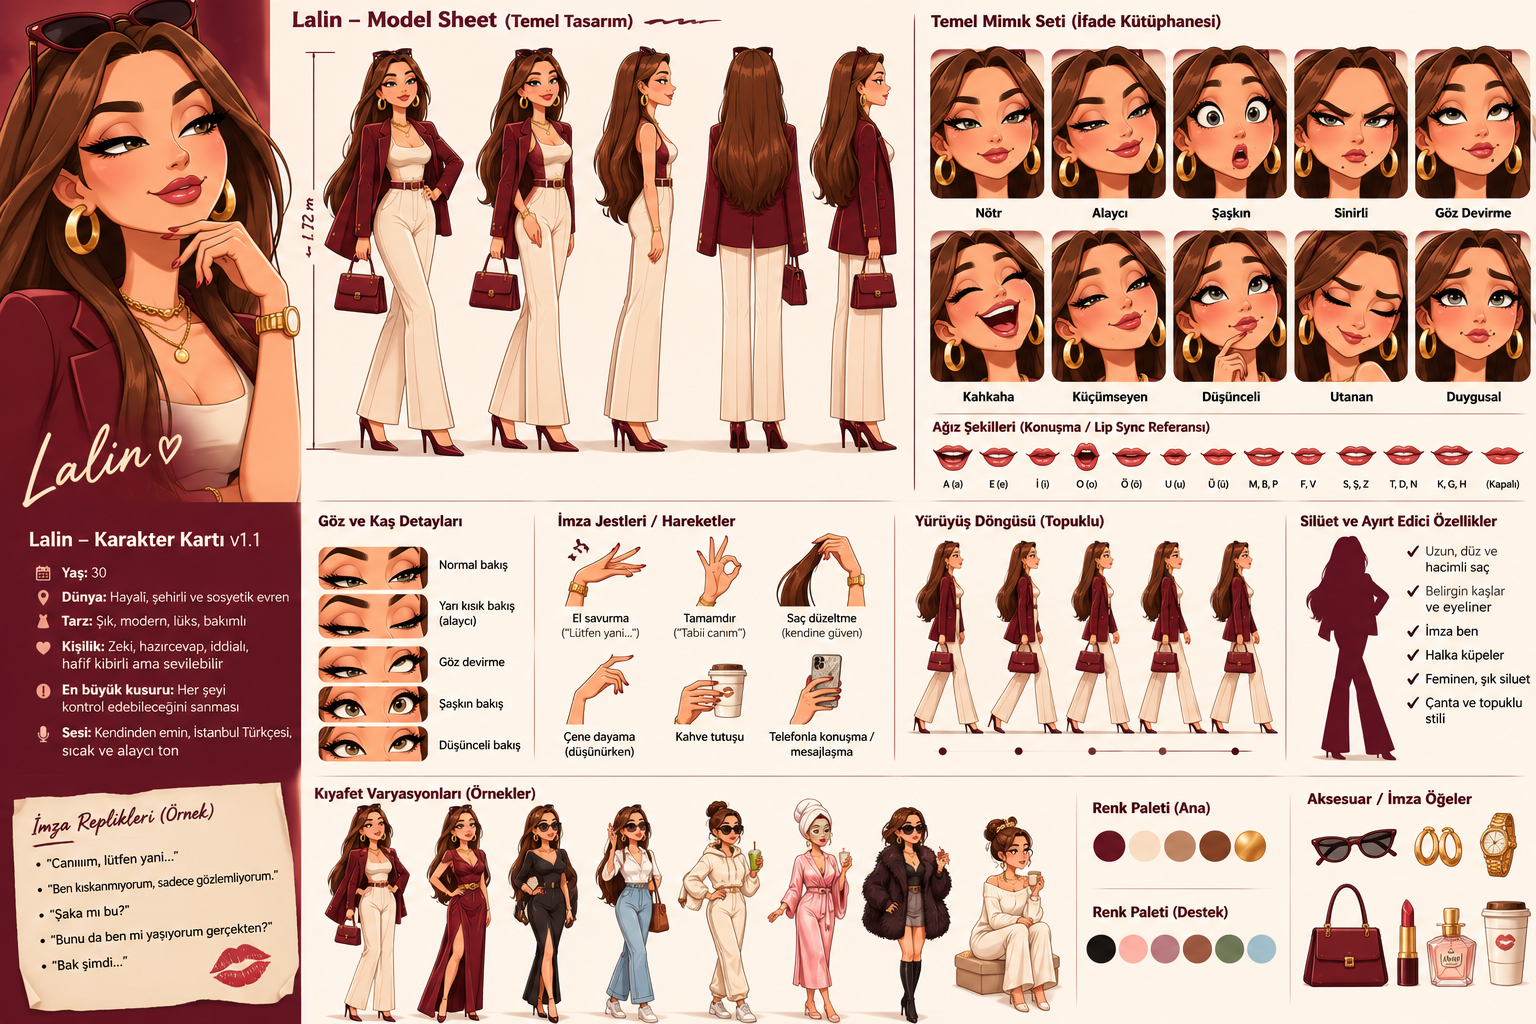 Lalin
Lalin – Karakter Kartı v1.1
Yaş: 30
Dünya: Hayali, şehirli ve sosyetik evren
Tarz: Şık, modern, lüks, bakımlı
Kişilik: Zeki, hazırcevap, iddialı,
hafif kibirli ama sevilebilir
En büyük kusuru: Her şeyi
kontrol edebileceğini sanması
Sesi: Kendinden emin, İstanbul Türkçesi,
sıcak ve alaycı ton
İmza Replikleri (Örnek)
• "Canıııım, lütfen yani..."
• "Ben kıskanmıyorum, sadece gözlemliyorum."
• "Şaka mı bu?"
• "Bunu da ben mi yaşıyorum gerçekten?"
• "Bak şimdi..."
Lalin – Model Sheet (Temel Tasarım)
~ 1.72 m
Temel Mimik Seti (İfade Kütüphanesi)
Nötr
Alaycı
Şaşkın
Sinirli
Göz Devirme
Kahkaha
Küçümseyen
Düşünceli
Utanan
Duygusal
Ağız Şekilleri (Konuşma / Lip Sync Referansı)
A (a)
E (e)
İ (i)
O (o)
Ö (ö)
U (u)
Ü (ü)
M, B, P
F, V
S, Ş, Z
T, D, N
K, G, H
(Kapalı)
Göz ve Kaş Detayları
Normal bakış
Yarı kısık bakış
(alaycı)
Göz devirme
Şaşkın bakış
Düşünceli bakış
İmza Jestleri / Hareketler
El savurma
("Lütfen yani...")
Tamamdır
("Tabii canım")
Saç düzeltme
(kendine güven)
Çene dayama
(düşünürken)
Kahve tutuşu
Telefonla konuşma /
mesajlaşma
Yürüyüş Döngüsü (Topuklu)
Silüet ve Ayırt Edici Özellikler
✓ Uzun, düz ve
hacimli saç
✓ Belirgin kaşlar
ve eyeliner
✓ İmza ben
✓ Halka küpeler
✓ Feminen, şık siluet
✓ Çanta ve topuklu
stili
Kıyafet Varyasyonları (Örnekler)
Renk Paleti (Ana)
Renk Paleti (Destek)
Aksesuar / İmza Öğeler